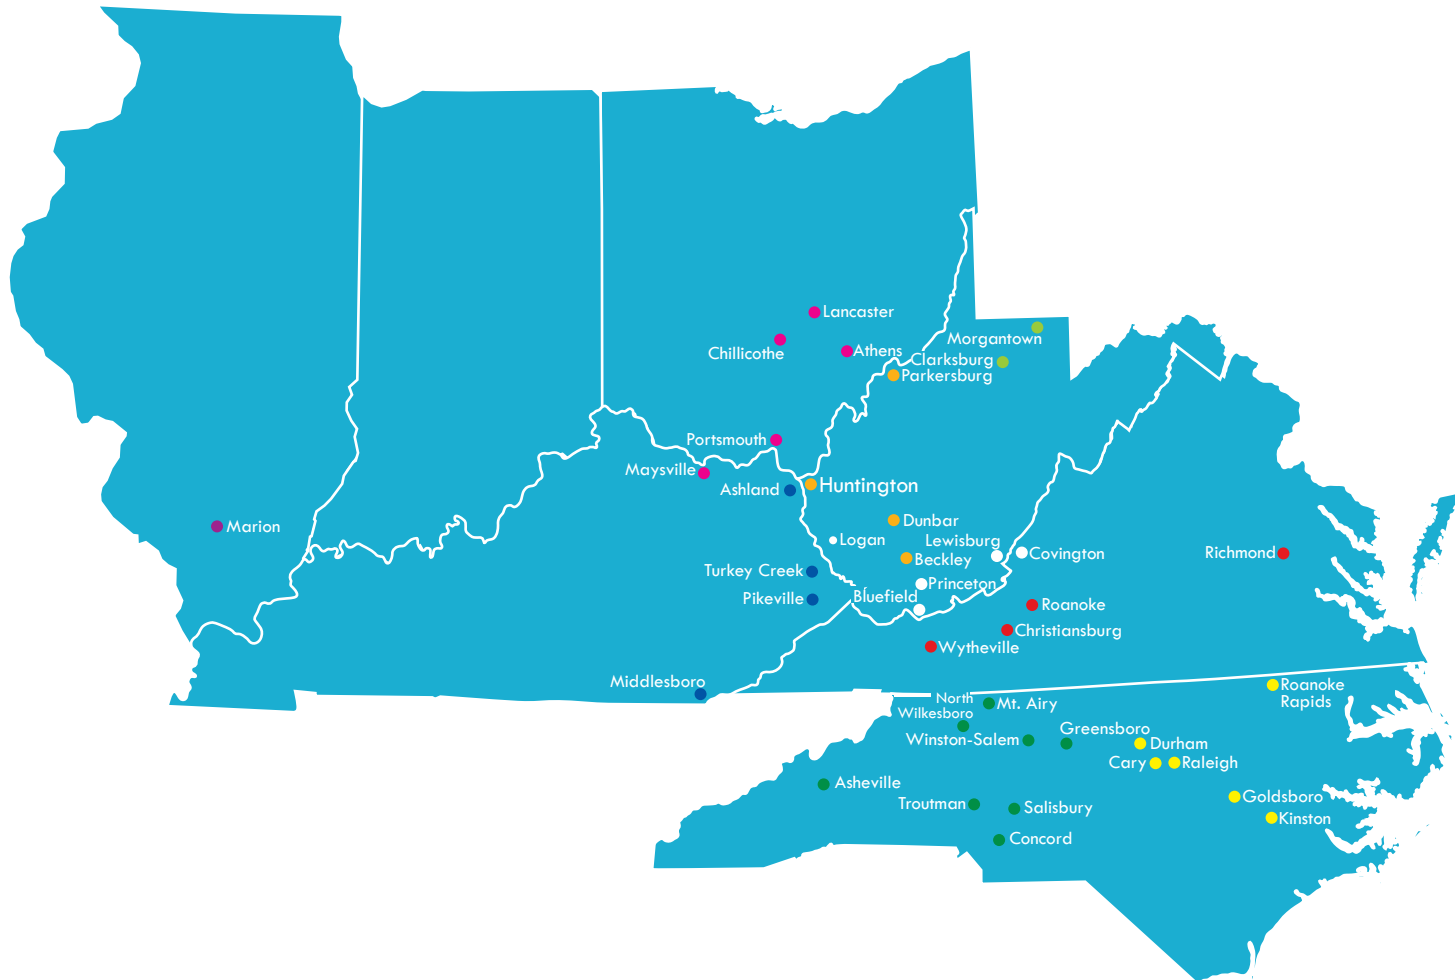 Lancaster
Morgantown
Chillicothe
Athens
Clarksburg
Parkersburg
Portsmouth
Maysville
Ashland
Huntington
Marion
Dunbar
Logan
Lewisburg
Covington
Richmond
Beckley
Turkey Creek
Princeton
Pikeville
Bluefield
Roanoke
Christiansburg
Wytheville
Middlesboro
Roanoke
Rapids
North
Wilkesboro
Mt. Airy
Greensboro
Winston-Salem
Durham
Cary
Raleigh
Asheville
Goldsboro
Troutman
Salisbury
Kinston
Concord